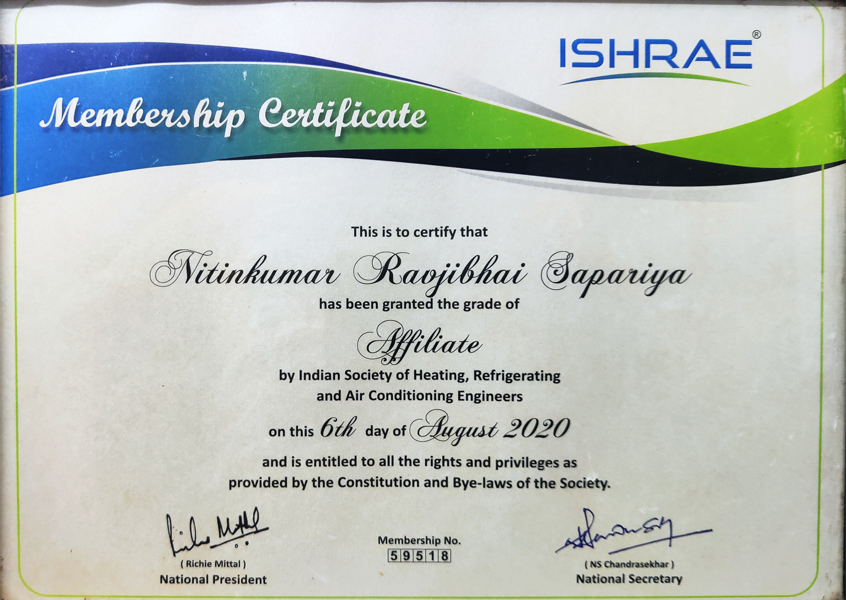 ISHRAE®
Membership Certificate
This is to certify that
Nitinkumar Ravjibhai Sapariya
has been granted the grade of
Affiliate
by Indian Society of Heating, Refrigerating
and Air Conditioning Engineers
on this 6th day of August 2020
and is entitled to all the rights and privileges as
provided by the Constitution and Bye-laws of the Society.
Richie Mittal
Membership No.
59518
( Richie Mittal )
National President
( NS Chandrasekhar )
National Secretary